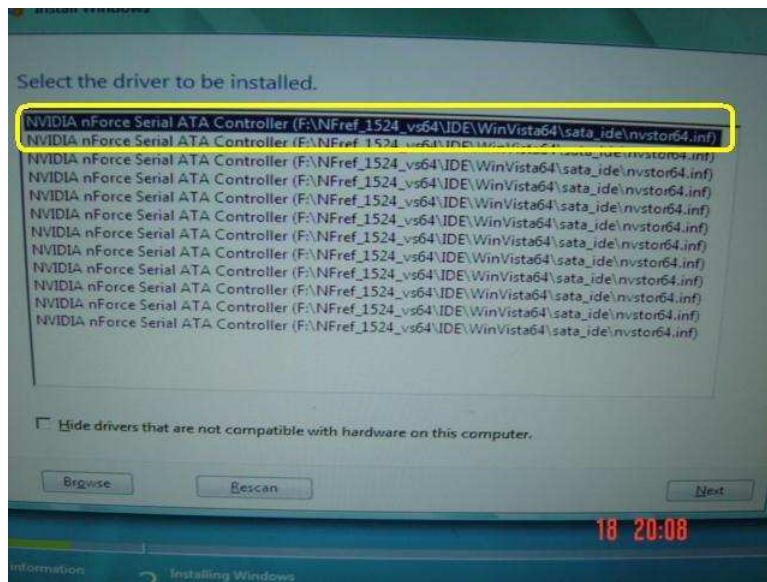 Install Windows
Select the driver to be installed.
NVIDIA nForce Serial ATA Controller (F:\NFref_1524_vs64\IDE\WinVista64\sata_ide\nvstor64.inf)
NVIDIA nForce Serial ATA Controller (F:\NFref_1524_vs64\IDE\WinVista64\sata_ide\nvstor64.inf)
NVIDIA nForce Serial ATA Controller (F:\NFref_1524_vs64\IDE\WinVista64\sata_ide\nvstor64.inf)
NVIDIA nForce Serial ATA Controller (F:\NFref_1524_vs64\IDE\WinVista64\sata_ide\nvstor64.inf)
NVIDIA nForce Serial ATA Controller (F:\NFref_1524_vs64\IDE\WinVista64\sata_ide\nvstor64.inf)
NVIDIA nForce Serial ATA Controller (F:\NFref_1524_vs64\IDE\WinVista64\sata_ide\nvstor64.inf)
NVIDIA nForce Serial ATA Controller (F:\NFref_1524_vs64\IDE\WinVista64\sata_ide\nvstor64.inf)
NVIDIA nForce Serial ATA Controller (F:\NFref_1524_vs64\IDE\WinVista64\sata_ide\nvstor64.inf)
NVIDIA nForce Serial ATA Controller (F:\NFref_1524_vs64\IDE\WinVista64\sata_ide\nvstor64.inf)
NVIDIA nForce Serial ATA Controller (F:\NFref_1524_vs64\IDE\WinVista64\sata_ide\nvstor64.inf)
NVIDIA nForce Serial ATA Controller (F:\NFref_1524_vs64\IDE\WinVista64\sata_ide\nvstor64.inf)
NVIDIA nForce Serial ATA Controller (F:\NFref_1524_vs64\IDE\WinVista64\sata_ide\nvstor64.inf)
Hide drivers that are not compatible with hardware on this computer.
Browse Rescan Next
18 20:08
information 2 Installing Windows